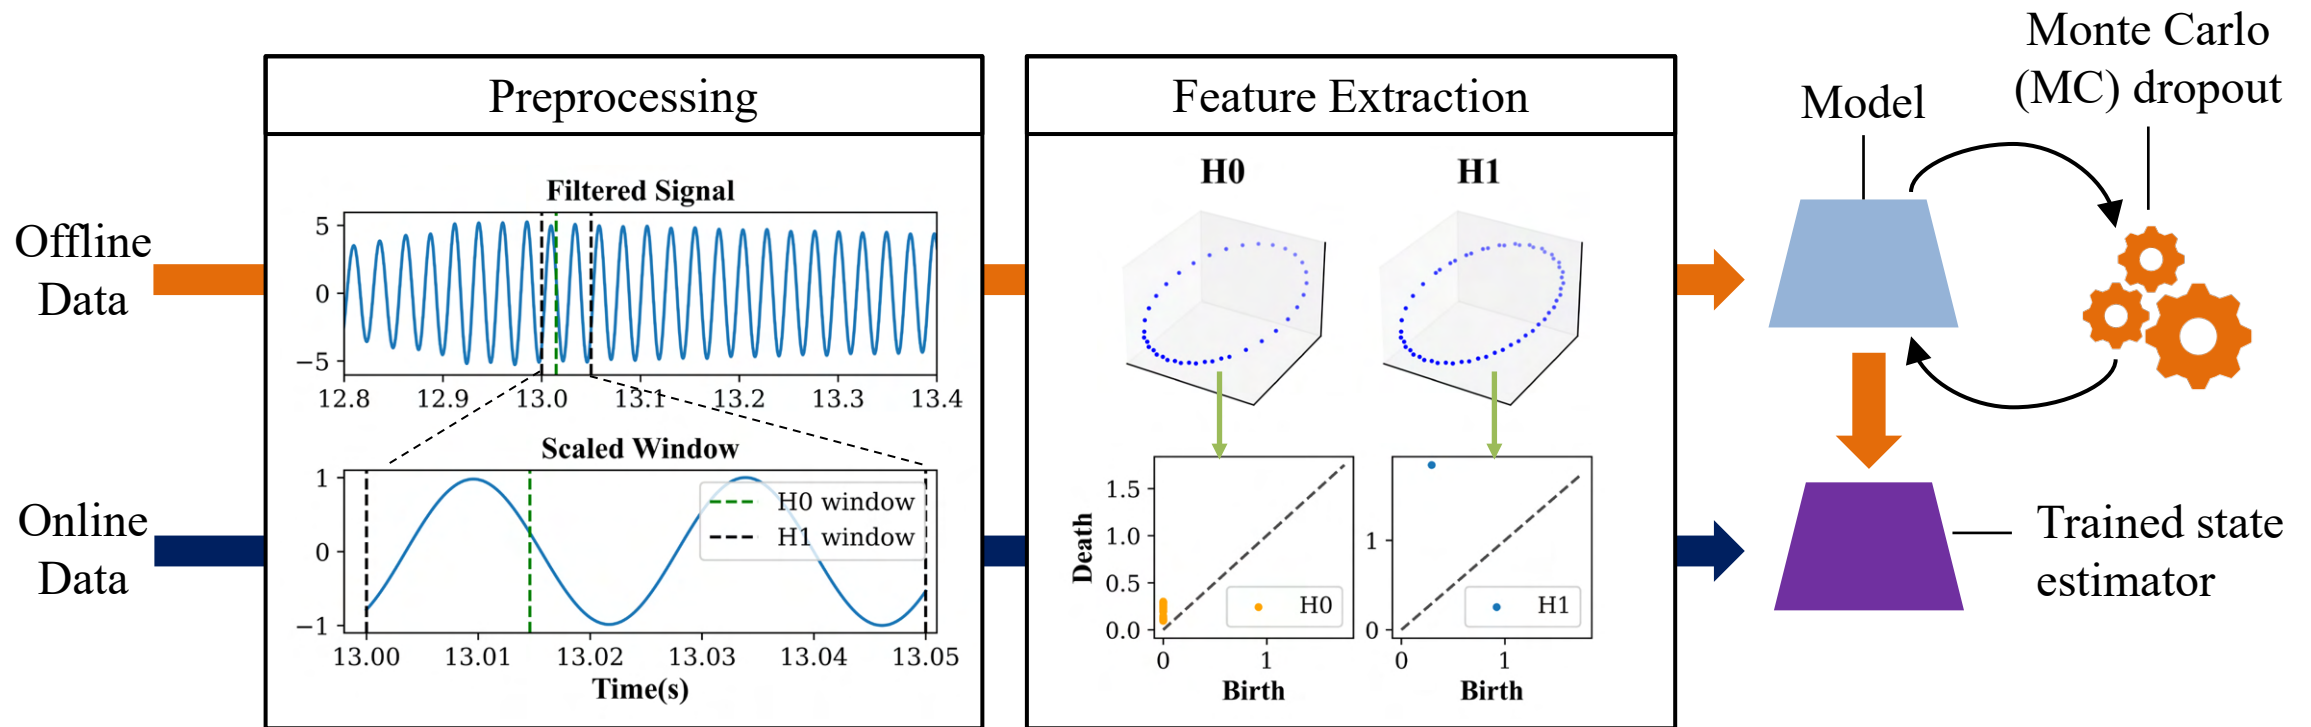 Offline
Data
Online
Data
Preprocessing
Filtered Signal
5
0
−5
12.8 12.9 13.0 13.1 13.2 13.3 13.4
Scaled Window
1
0
−1
H0 window
H1 window
13.00 13.01 13.02 13.03 13.04 13.05
Time(s)
Feature Extraction
H0 H1
Death
1.5
1.0
0.5
0.0
H0
0 1
Birth
1
0
H1
0 1
Birth
Model
Monte Carlo
(MC) dropout
Trained state
estimator